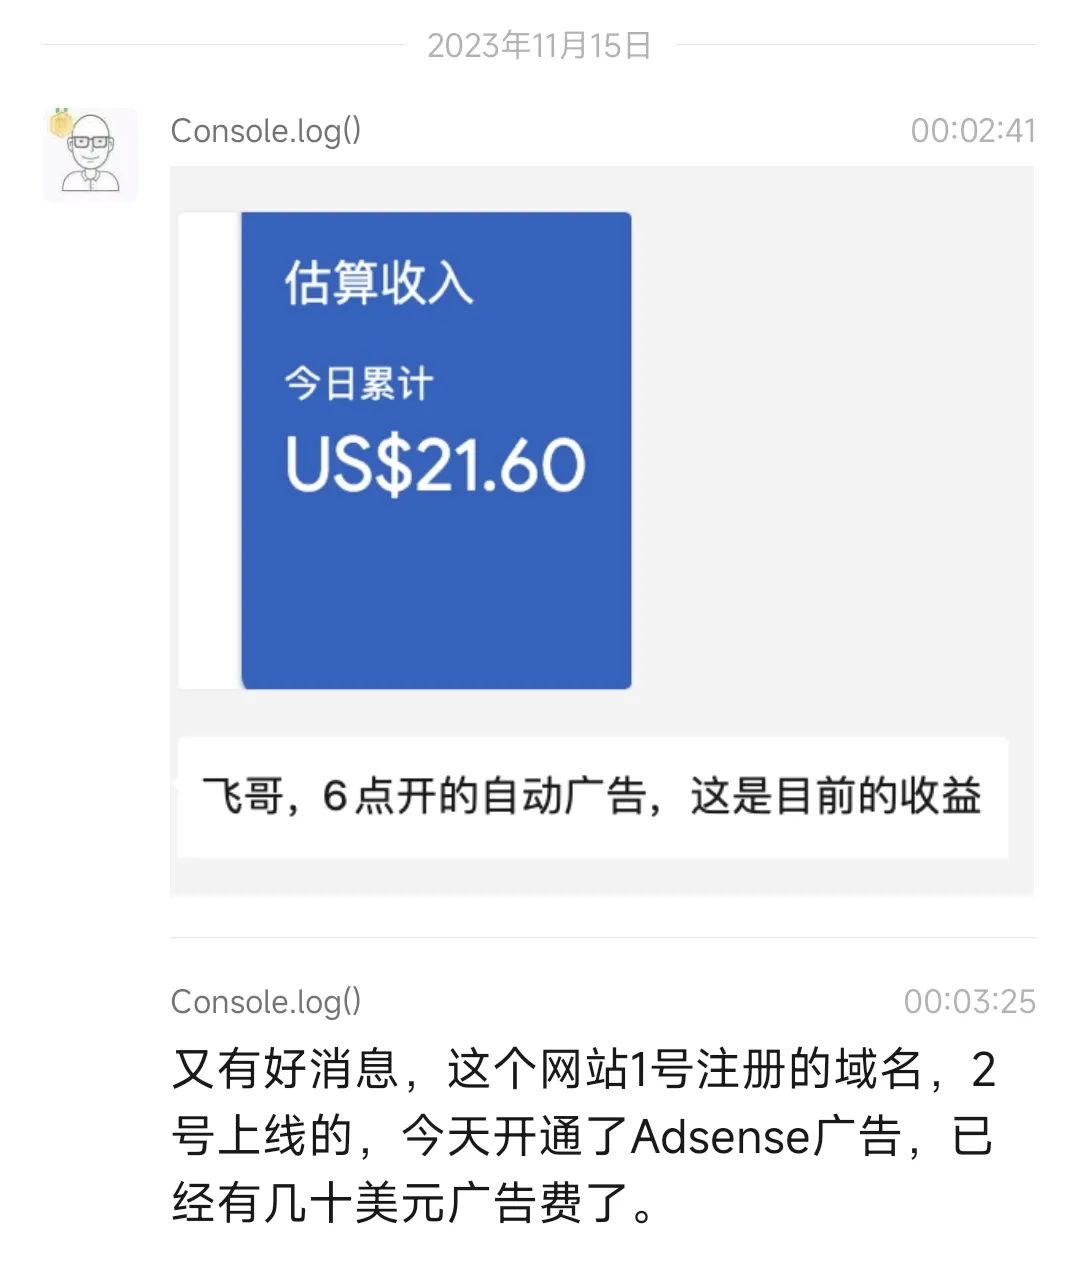 2023年11月15日
Console.log()
00:02:41
估算收入
今日累计
US$21.60
飞哥，6点开的自动广告，这是目前的收益
Console.log()
00:03:25
又有好消息，这个网站1号注册的域名，2
号上线的，今天开通了Adsense广告，已
经有几十美元广告费了。